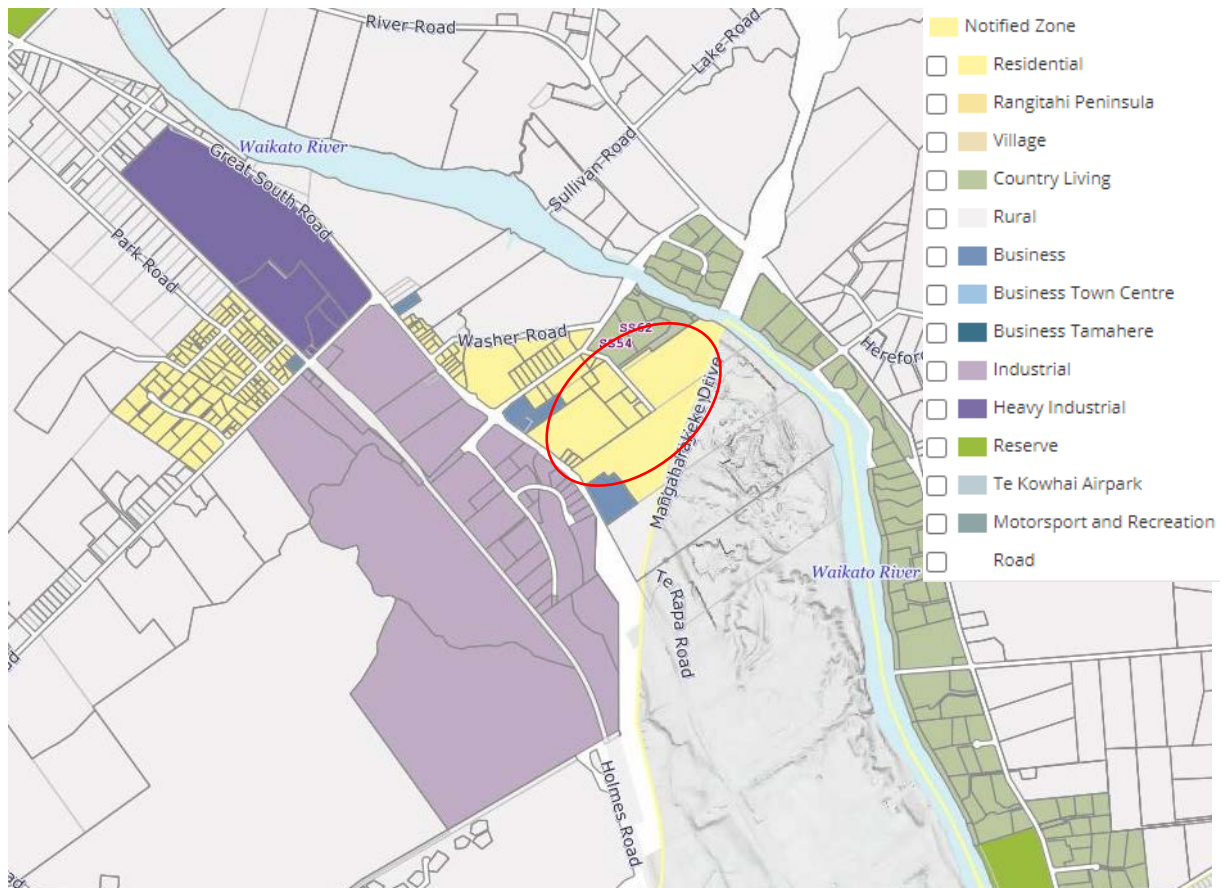 River Road
Lake Road
Waikato River
Great South Road
Sullivan Road
Park Road
Washer Road
SS62
SS54
Hereford
Mangaharakeke Drive
Waikato River
Te Rapa Road
Holmes Road
Notified Zone
Residential
Rangitahi Peninsula
Village
Country Living
Rural
Business
Business Town Centre
Business Tamahere
Industrial
Heavy Industrial
Reserve
Te Kowhai Airpark
Motorsport and Recreation
Road